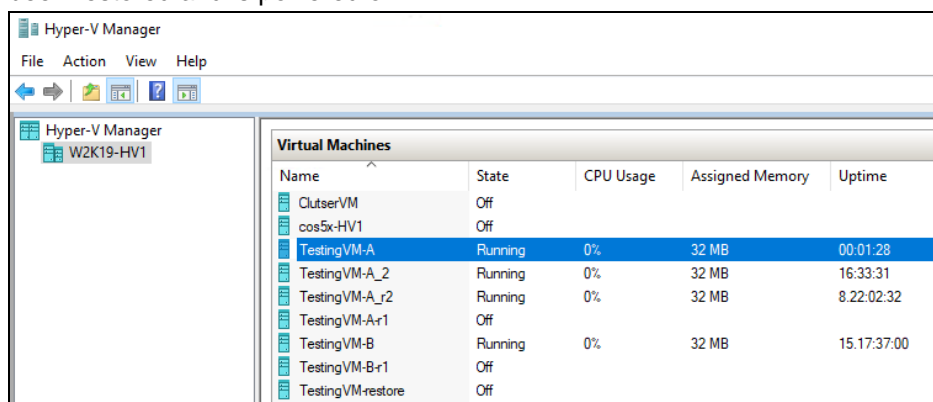 Hyper-V Manager
File Action View Help
Hyper-V Manager
W2K19-HV1
Virtual Machines
Name State CPU Usage Assigned Memory Uptime
ClutserVM Off
cos5x-HV1 Off
TestingVM-A Running 0% 32 MB 00:01:28
TestingVM-A_2 Running 0% 32 MB 16:33:31
TestingVM-A_r2 Running 0% 32 MB 8.22:02:32
TestingVM-A-r1 Off
TestingVM-B Running 0% 32 MB 15.17:37:00
TestingVM-B-r1 Off
TestingVM-restore Off